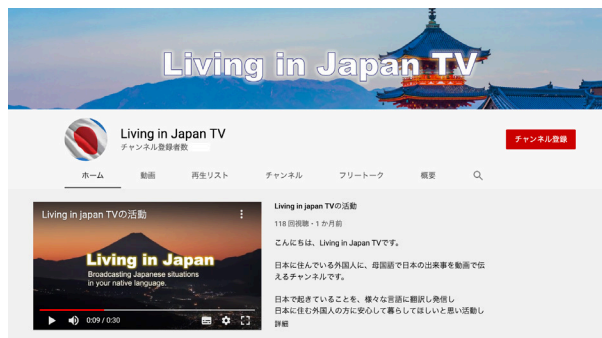 Living in Japan TV
Living in Japan TV
チャンネル登録者数
チャンネル登録
ホーム
動画
再生リスト
チャンネル
フリートーク
概要
Living in japan TVの活動
Living in Japan
Broadcasting Japanese situations
in your native language.
0:09 / 0:30
Living in japan TVの活動
118 回視聴・1 か月前
こんにちは、Living in Japan TVです。
日本に住んでいる外国人に、母国語で日本の出来事を動画で伝
えるチャンネルです。
日本で起きていることを、様々な言語に翻訳し発信し
日本に住む外国人の方に安心して暮らしてほしいと思い活動し
詳細